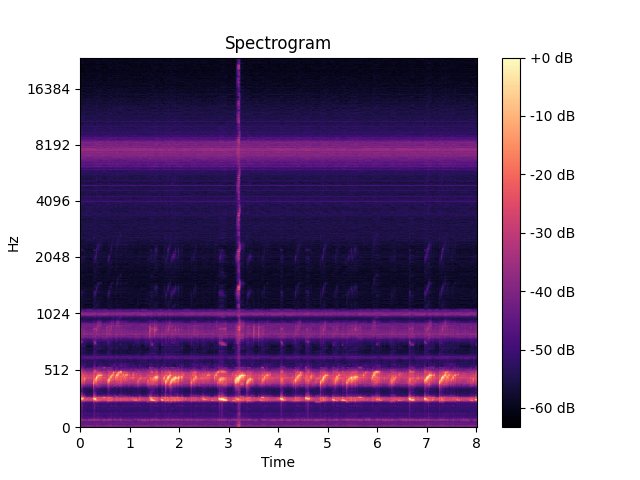 Spectrogram
Hz
16384
8192
4096
2048
1024
512
0
0 1 2 3 4 5 6 7 8
Time
+0 dB
-10 dB
-20 dB
-30 dB
-40 dB
-50 dB
-60 dB